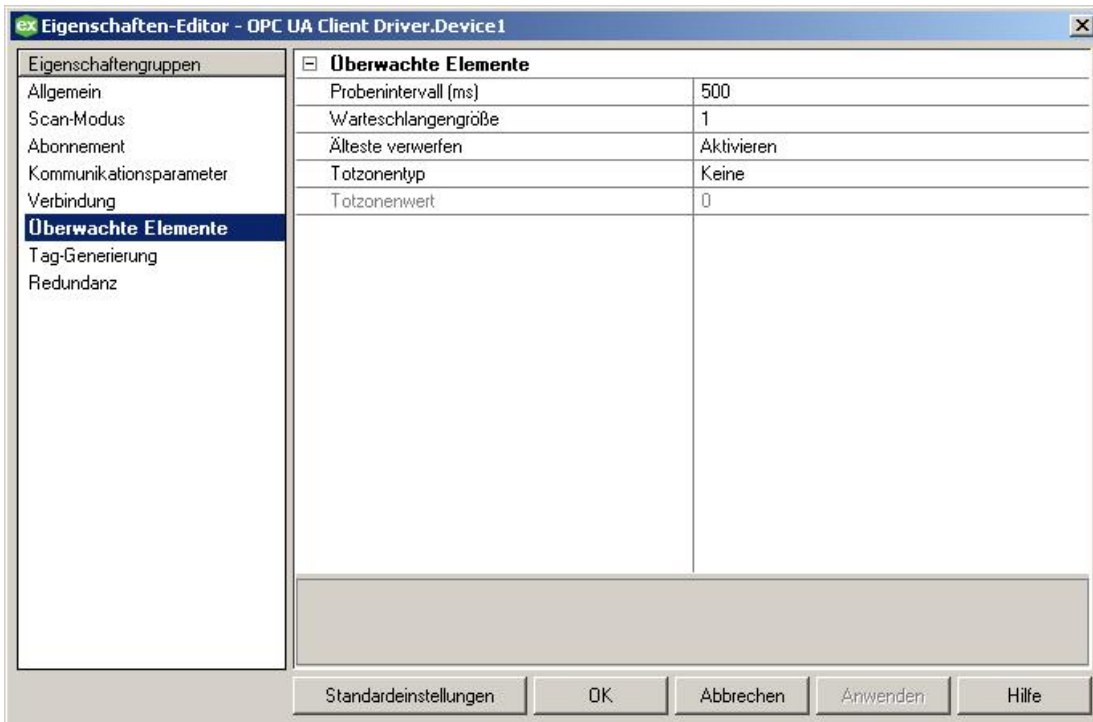 ex Eigenschaften-Editor - OPC UA Client Driver.Device1
Eigenschaftengruppen
Allgemein
Scan-Modus
Abonnement
Kommunikationsparameter
Verbindung
Überwachte Elemente
Tag-Generierung
Redundanz
Überwachte Elemente
Probenintervall (ms) 500
Warteschlangengröße 1
Älteste verwerfen Aktivieren
Totzonentyp Keine
Totzonenwert 0
Standardeinstellungen OK Abbrechen Anwenden Hilfe